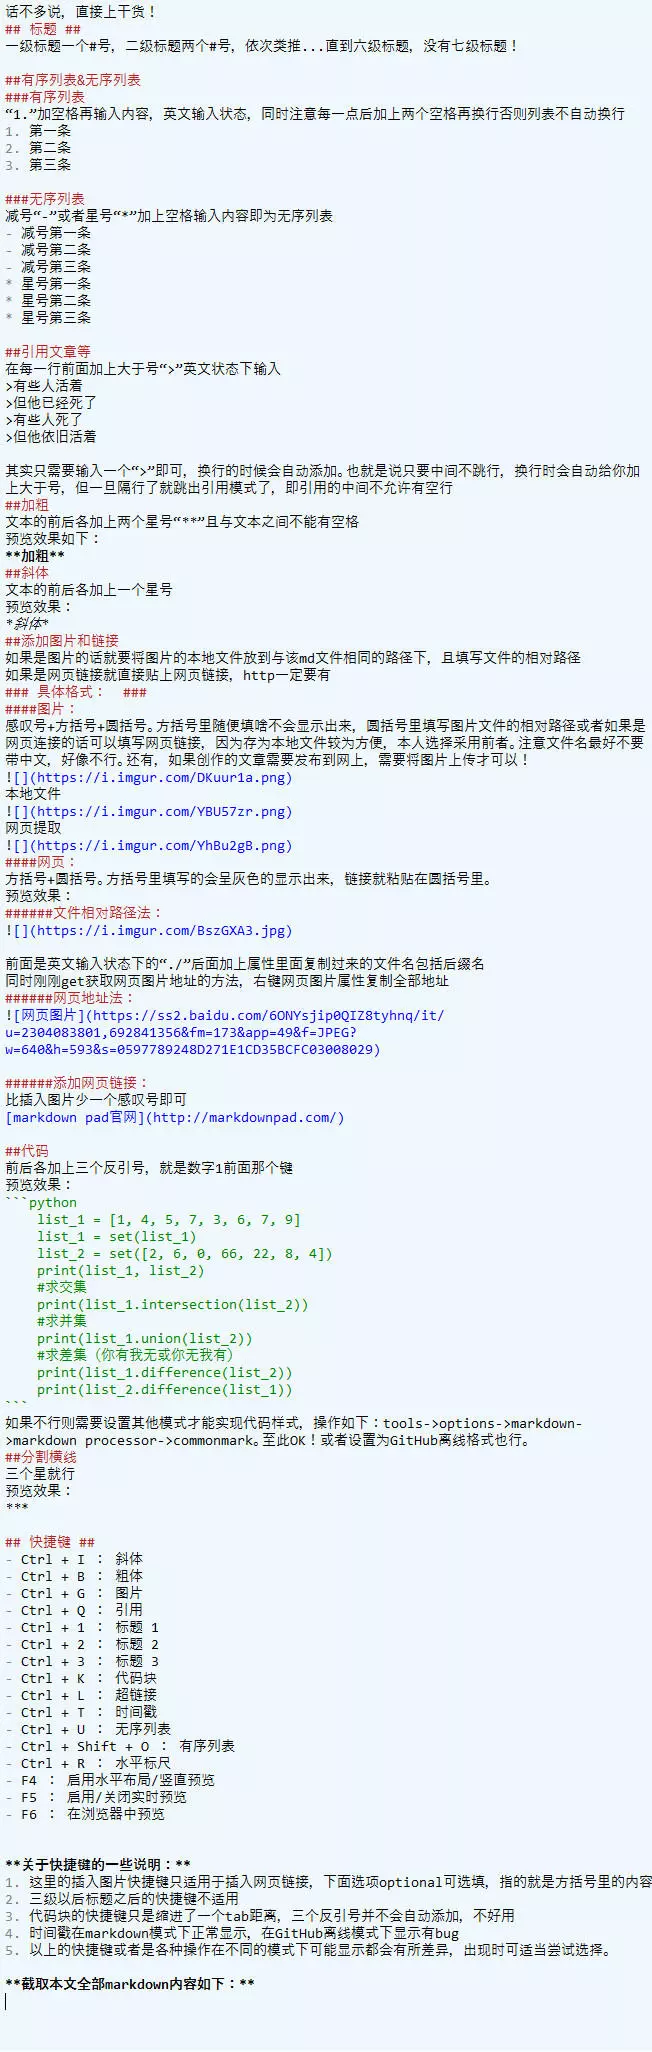 话不多说，直接上干货！
## 标题 ##
一级标题一个#号，二级标题两个#号，依次类推...直到六级标题，没有七级标题！
##有序列表&无序列表
###有序列表
“1.”加空格再输入内容，英文输入状态，同时注意每一点后加上两个空格再换行否则列表不自动换行
1. 第一条
2. 第二条
3. 第三条
###无序列表
减号“-”或者星号“*”加上空格输入内容即为无序列表
- 减号第一条
- 减号第二条
- 减号第三条
* 星号第一条
* 星号第二条
* 星号第三条
##引用文章等
在每一行前面加上大于号“>”英文状态下输入
>有些人活着
>但他已经死了
>有些人死了
>但他依旧活着
其实只需要输入一个“>”即可，换行的时候会自动添加。也就是说只要中间不跳行，换行时会自动给你加
上大于号，但一旦隔行了就跳出引用模式了，即引用的中间不允许有空行
##加粗
文本的前后各加上两个星号“**”且与文本之间不能有空格
预览效果如下：
**加粗**
##斜体
文本的前后各加上一个星号
预览效果：
*斜体*
##添加图片和链接
如果是图片的话就要将图片的本地文件放到与该md文件相同的路径下，且填写文件的相对路径
如果是网页链接就直接贴上网页链接，http一定要有
### 具体格式：  ###
####图片：
感叹号+方括号+圆括号。方括号里随便填啥不会显示出来，圆括号里填写图片文件的相对路径或者如果是
网页连接的话可以填写网页链接，因为存为本地文件较为方便，本人选择采用前者。注意文件名最好不要
带中文，好像不行。还有，如果创作的文章需要发布到网上，需要将图片上传才可以！
![](https://i.imgur.com/DKuur1a.png)
本地文件
![](https://i.imgur.com/YBU57zr.png)
网页提取
![](https://i.imgur.com/YhBu2gB.png)
####网页：
方括号+圆括号。方括号里填写的会呈灰色的显示出来，链接就粘贴在圆括号里。
预览效果：
######文件相对路径法：
![](https://i.imgur.com/BszGXA3.jpg)
前面是英文输入状态下的“./”后面加上属性里面复制过来的文件名包括后缀名
同时刚刚get获取网页图片地址的方法，右键网页图片属性复制全部地址
######网页地址法：
![网页图片](https://ss2.baidu.com/6ONYsjip0QIZ8tyhnq/it/
u=2304083801,692841356&fm=173&app=49&f=JPEG?
w=640&h=593&s=0597789248D271E1CD35BCFC03008029)
######添加网页链接：
比插入图片少一个感叹号即可
[markdown pad官网](http://markdownpad.com/)
##代码
前后各加上三个反引号，就是数字1前面那个键
预览效果：
```python
    list_1 = [1, 4, 5, 7, 3, 6, 7, 9]
    list_1 = set(list_1)
    list_2 = set([2, 6, 0, 66, 22, 8, 4])
    print(list_1, list_2)
    #求交集
    print(list_1.intersection(list_2))
    #求并集
    print(list_1.union(list_2))
    #求差集（你有我无或你无我有）
    print(list_1.difference(list_2))
    print(list_2.difference(list_1))
```
如果不行则需要设置其他模式才能实现代码样式，操作如下：tools->options->markdown-
>markdown processor->commonmark。至此OK！或者设置为GitHub离线格式也行。
##分割横线
三个星就行
预览效果：
***
## 快捷键 ##
- Ctrl + I ： 斜体
- Ctrl + B ： 粗体
- Ctrl + G ： 图片
- Ctrl + Q ： 引用
- Ctrl + 1 ： 标题 1
- Ctrl + 2 ： 标题 2
- Ctrl + 3 ： 标题 3
- Ctrl + K ： 代码块
- Ctrl + L ： 超链接
- Ctrl + T ： 时间戳
- Ctrl + U ： 无序列表
- Ctrl + Shift + O ： 有序列表
- Ctrl + R ： 水平标尺
- F4 ： 启用水平布局/竖直预览
- F5 ： 启用/关闭实时预览
- F6 ： 在浏览器中预览
**关于快捷键的一些说明：**
1. 这里的插入图片快捷键只适用于插入网页链接，下面选项optional可选填，指的就是方括号里的内容
2. 三级以后标题之后的快捷键不适用
3. 代码块的快捷键只是缩进了一个tab距离，三个反引号并不会自动添加，不好用
4. 时间戳在markdown模式下正常显示，在GitHub离线模式下显示有bug
5. 以上的快捷键或者是各种操作在不同的模式下可能显示都会有所差异，出现时可适当尝试选择。
**截取本文全部markdown内容如下：**